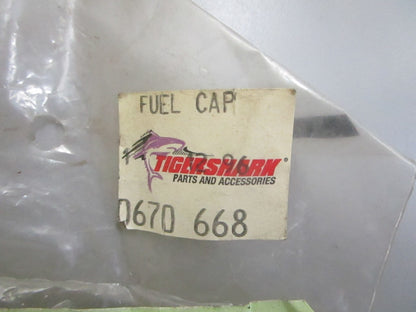 FUEL CAP
TIGERSHARK®
PARTS AND ACCESSORIES
0670 668